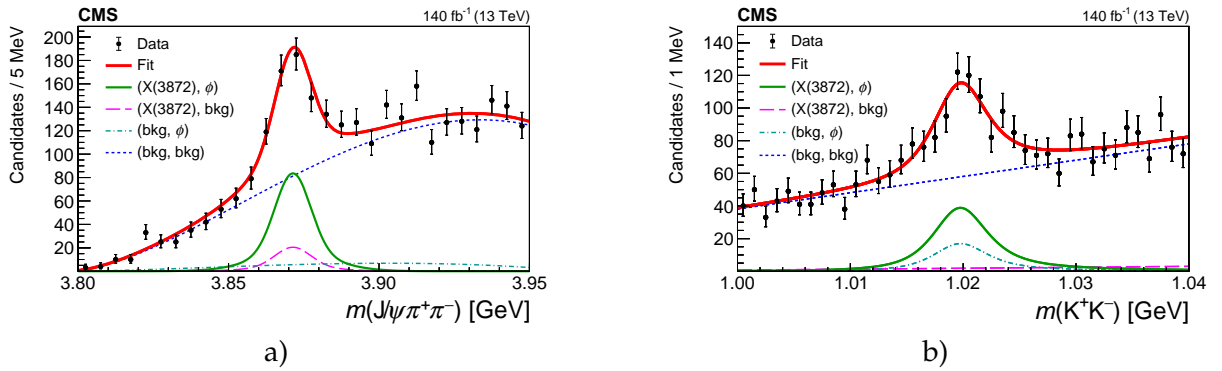 CMS 140 fb⁻¹ (13 TeV)
Candidates / 5 MeV
200
180
160
140
120
100
80
60
40
20
Data
Fit
(X(3872), ϕ)
(X(3872), bkg)
(bkg, ϕ)
(bkg, bkg)
3.80 3.85 3.90 3.95
m(J/ψπ⁺π⁻) [GeV]
a)
CMS 140 fb⁻¹ (13 TeV)
Candidates / 1 MeV
140
120
100
80
60
40
20
Data
Fit
(X(3872), ϕ)
(X(3872), bkg)
(bkg, ϕ)
(bkg, bkg)
1.00 1.01 1.02 1.03 1.04
m(K⁺K⁻) [GeV]
b)